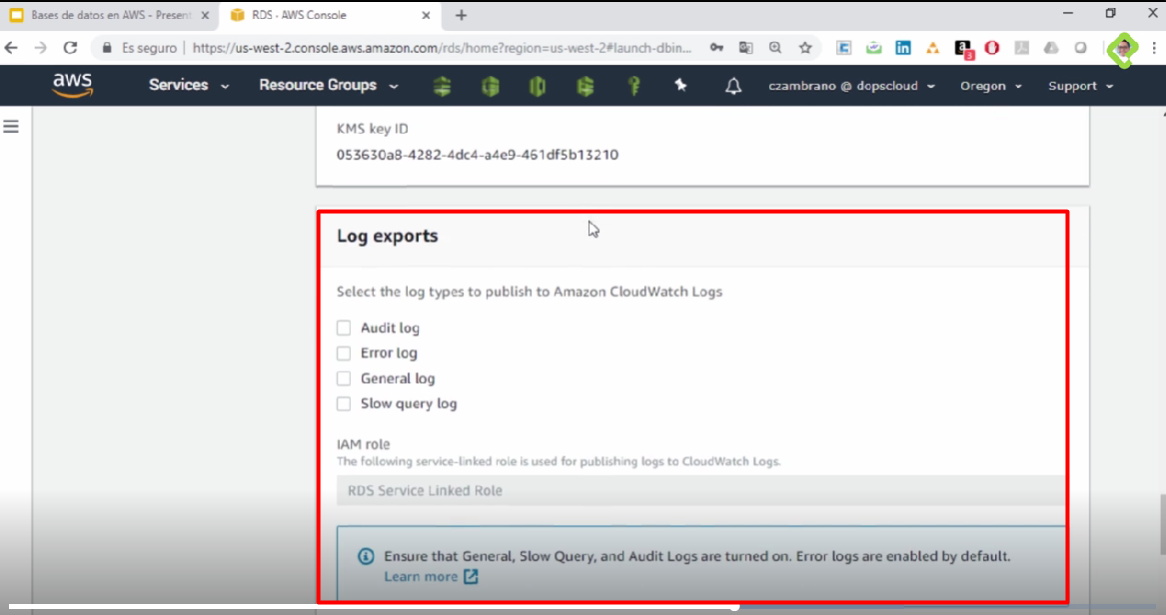 Bases de datos en AWS - Present
RDS - AWS Console
Es seguro
https://us-west-2.console.aws.amazon.com/rds/home?region=us-west-2#launch-dbin...
aws
Services
Resource Groups
czambrano @ dopscloud
Oregon
Support
KMS key ID
053630a8-4282-4dc4-a4e9-461df5b13210
Log exports
Select the log types to publish to Amazon CloudWatch Logs
Audit log
Error log
General log
Slow query log
IAM role
The following service-linked role is used for publishing logs to CloudWatch Logs.
RDS Service Linked Role
Ensure that General, Slow Query, and Audit Logs are turned on. Error logs are enabled by default.
Learn more